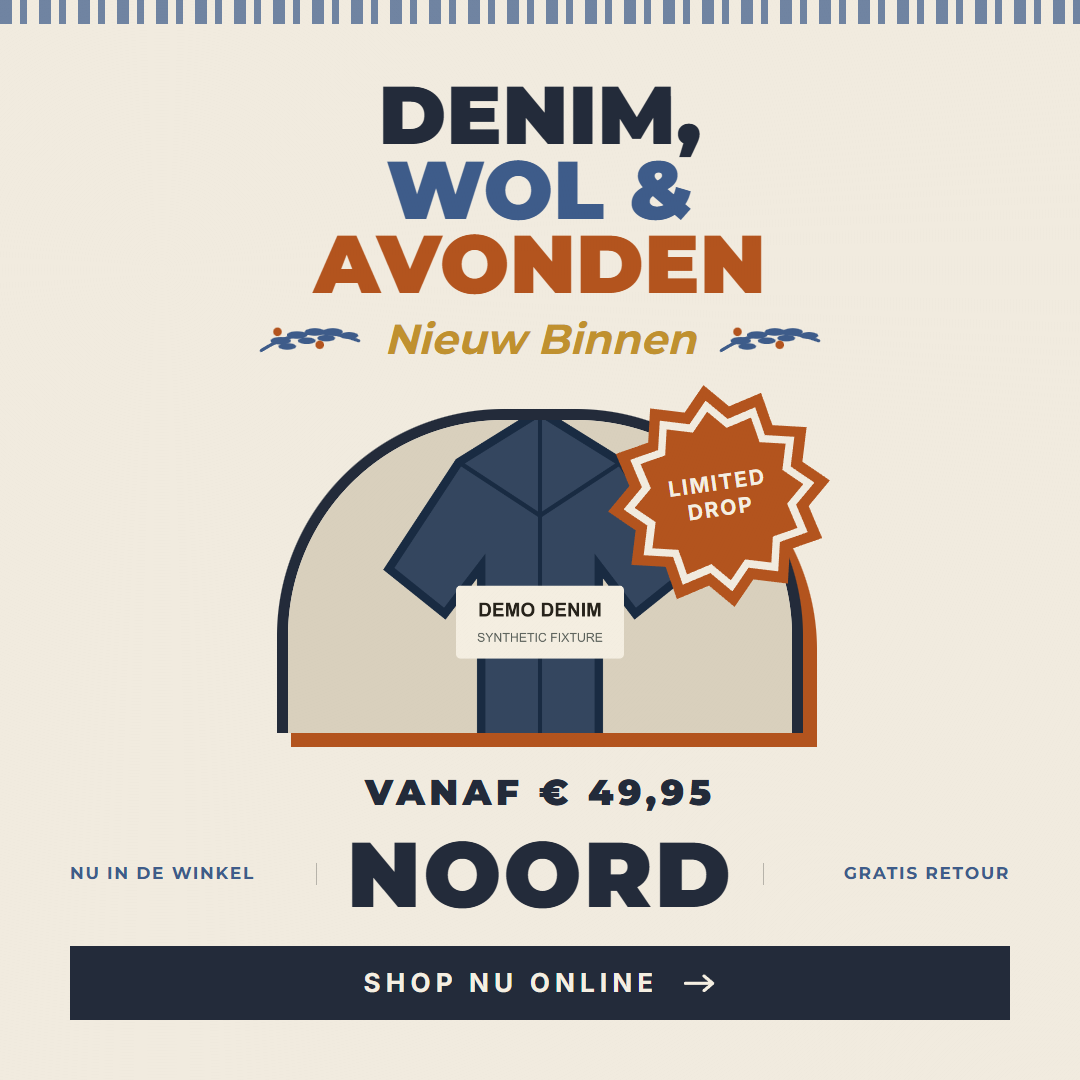 DENIM,
WOL &
AVONDEN
Nieuw Binnen
LIMITED
DROP
DEMO DENIM
SYNTHETIC FIXTURE
VANAF € 49,95
NU IN DE WINKEL
NOORD
GRATIS RETOUR
SHOP NU ONLINE →